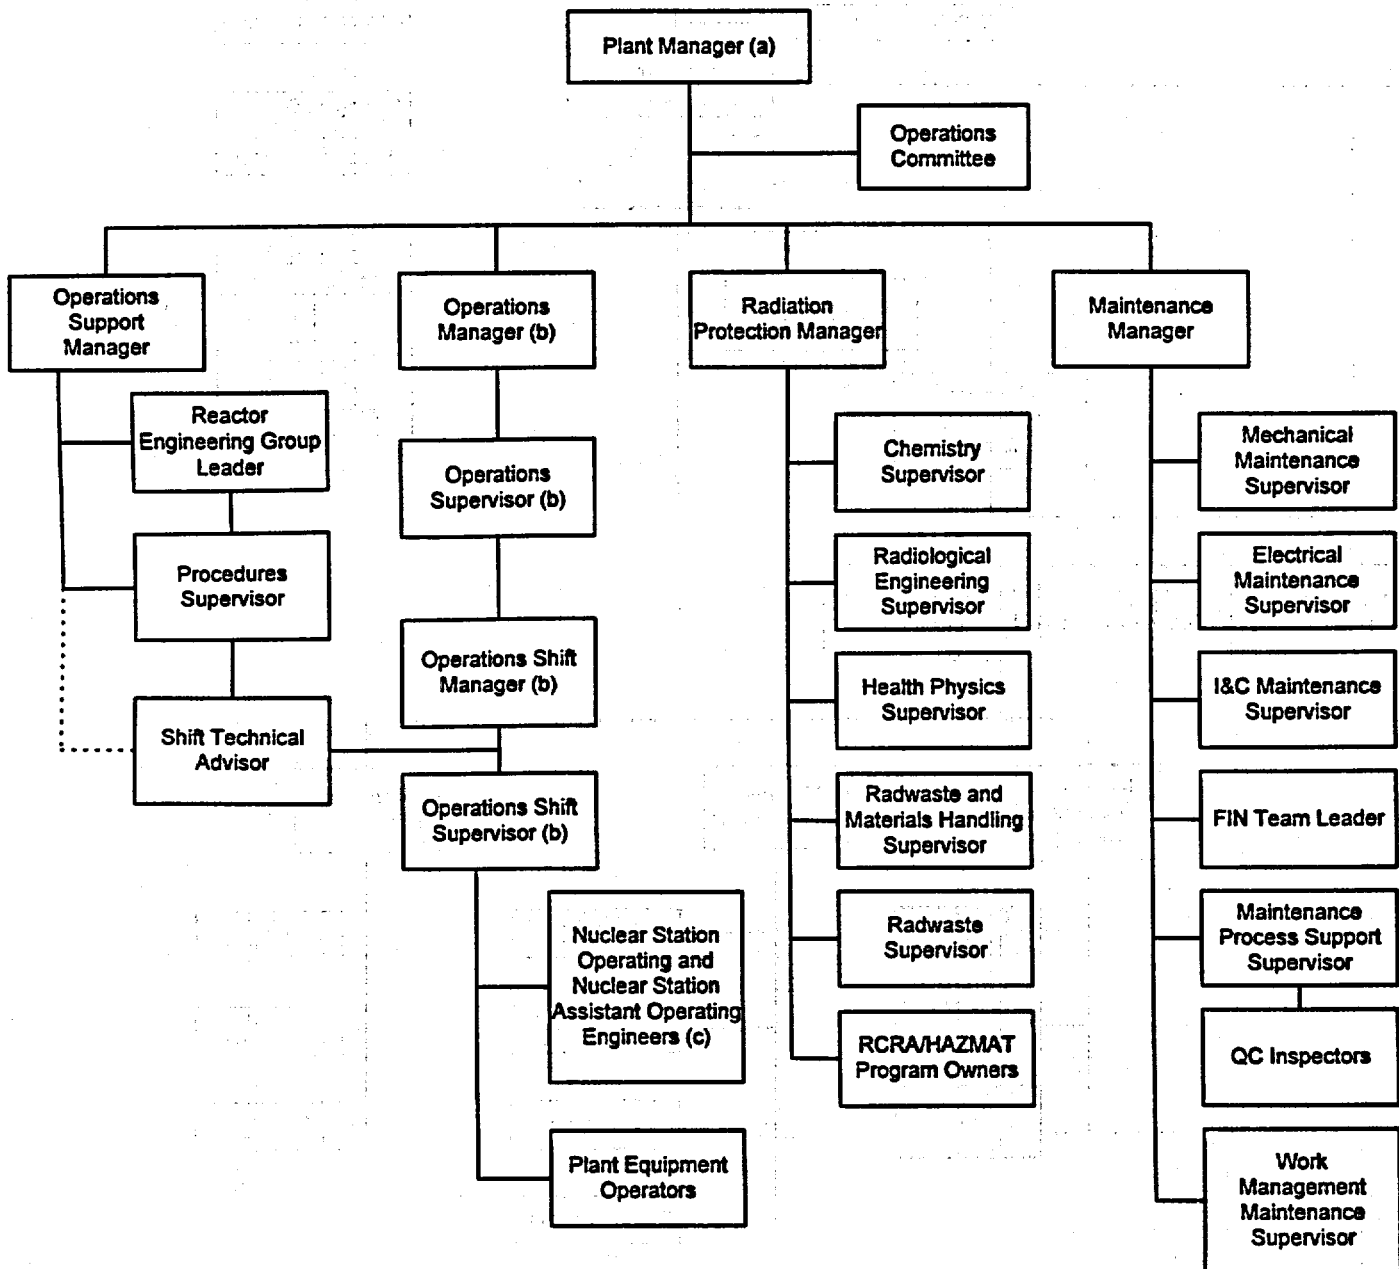 Plant Manager (a)
Operations
Committee
Operations
Support
Manager
Operations
Manager (b)
Radiation
Protection Manager
Maintenance
Manager
Reactor
Engineering Group
Leader
Procedures
Supervisor
Shift Technical
Advisor
Operations
Supervisor (b)
Operations Shift
Manager (b)
Operations Shift
Supervisor (b)
Nuclear Station
Operating and
Nuclear Station
Assistant Operating
Engineers (c)
Plant Equipment
Operators
Chemistry
Supervisor
Radiological
Engineering
Supervisor
Health Physics
Supervisor
Radwaste and
Materials Handling
Supervisor
Radwaste
Supervisor
RCRA/HAZMAT
Program Owners
Mechanical
Maintenance
Supervisor
Electrical
Maintenance
Supervisor
I&C Maintenance
Supervisor
FIN Team Leader
Maintenance
Process Support
Supervisor
QC Inspectors
Work
Management
Maintenance
Supervisor